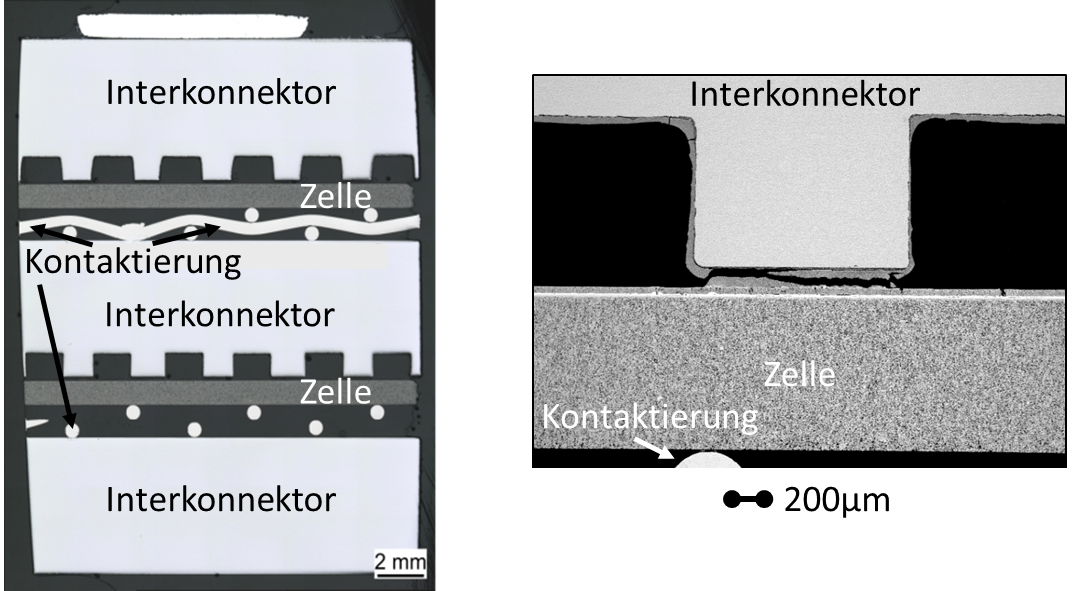 Interkonnektor
Zelle
Kontaktierung
Interkonnektor
Zelle
Interkonnektor
2 mm
Interkonnektor
Zelle
Kontaktierung
200µm